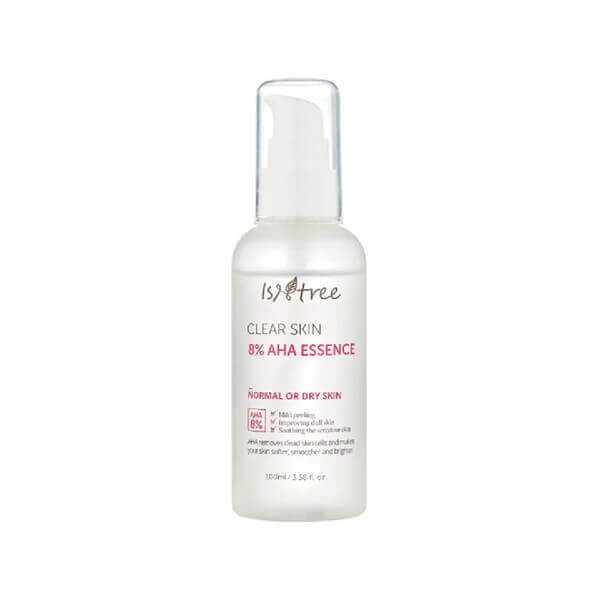 Isntree
CLEAR SKIN
8% AHA ESSENCE
NORMAL OR DRY SKIN
AHA
8%
Mild peeling
Improving dull skin
Soothing the sensitive skin
AHA removes dead skin cells and makes
your skin softer, smoother and brighter.
100ml / 3.38 fl. oz.